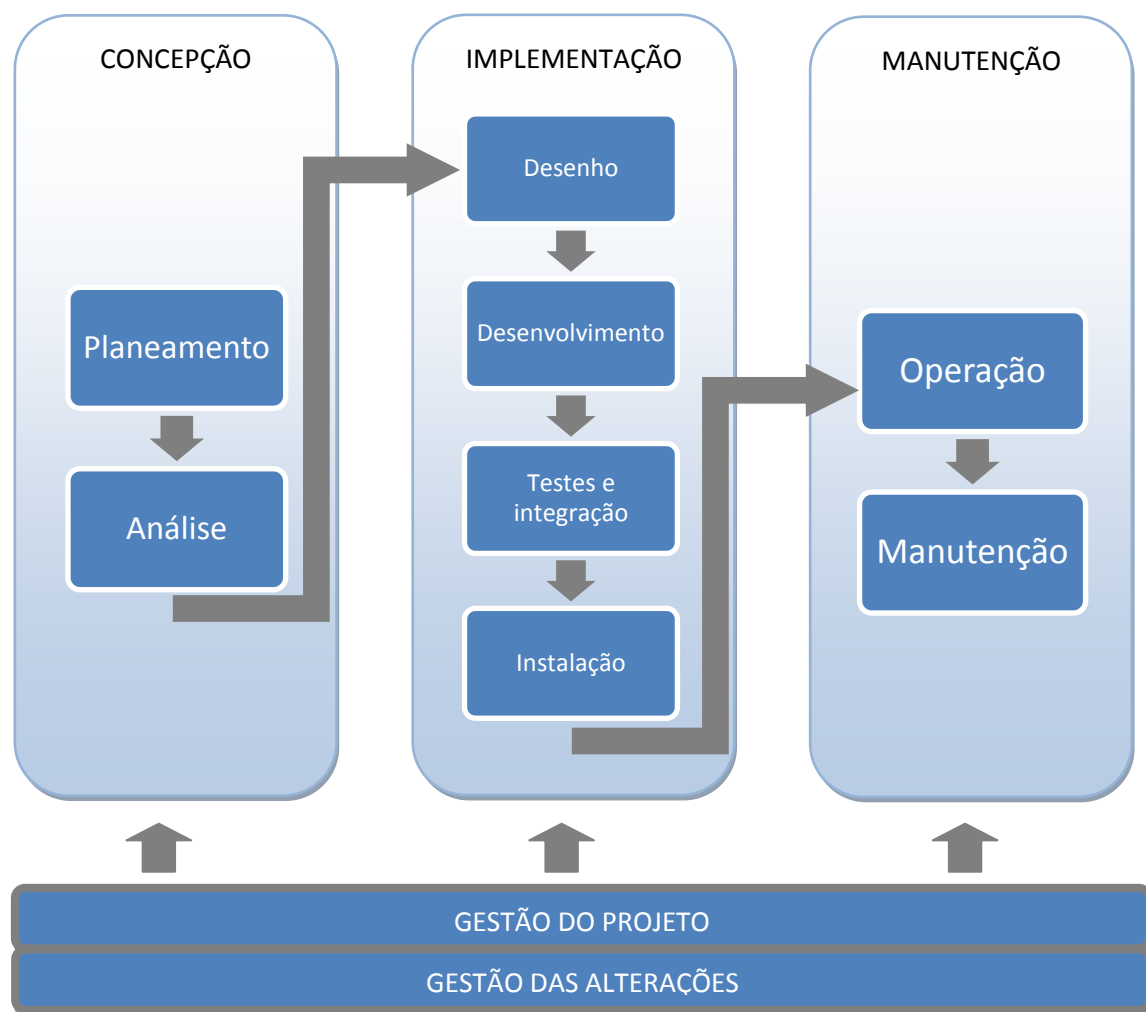 CONCEPÇÃO
Planeamento
Análise
IMPLEMENTAÇÃO
Desenho
Desenvolvimento
Testes e
integração
Instalação
MANUTENÇÃO
Operação
Manutenção
GESTÃO DO PROJETO
GESTÃO DAS ALTERAÇÕES